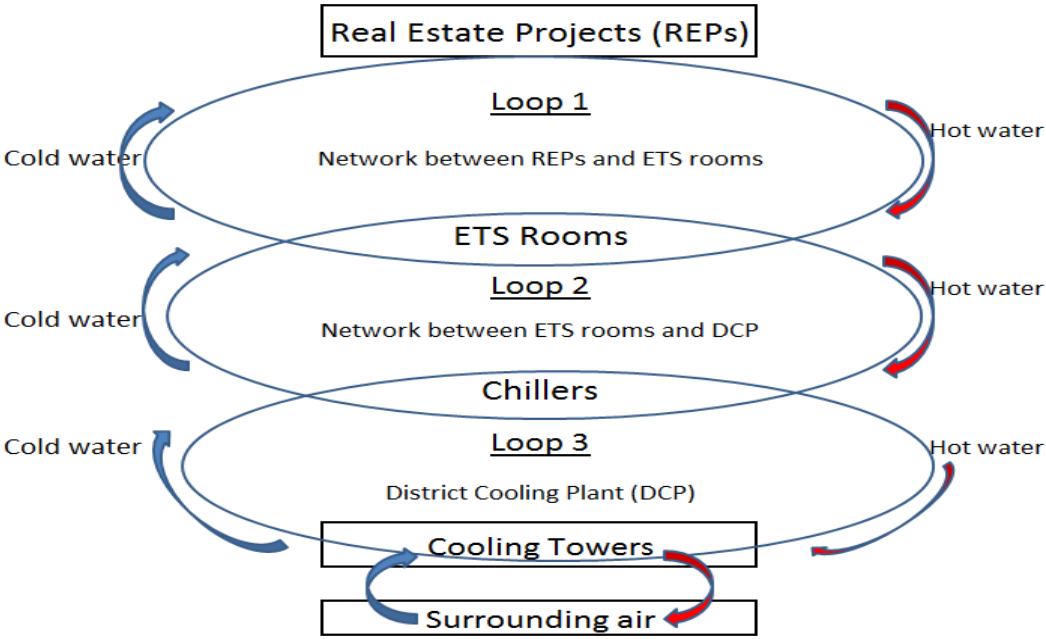 Real Estate Projects (REPs)
Loop 1
Hot water
Cold water
Network between REPs and ETS rooms
ETS Rooms
Loop 2
Hot water
Cold water
Network between ETS rooms and DCP
Chillers
Loop 3
Cold water
Hot water
District Cooling Plant (DCP)
Cooling Towers
Surrounding air